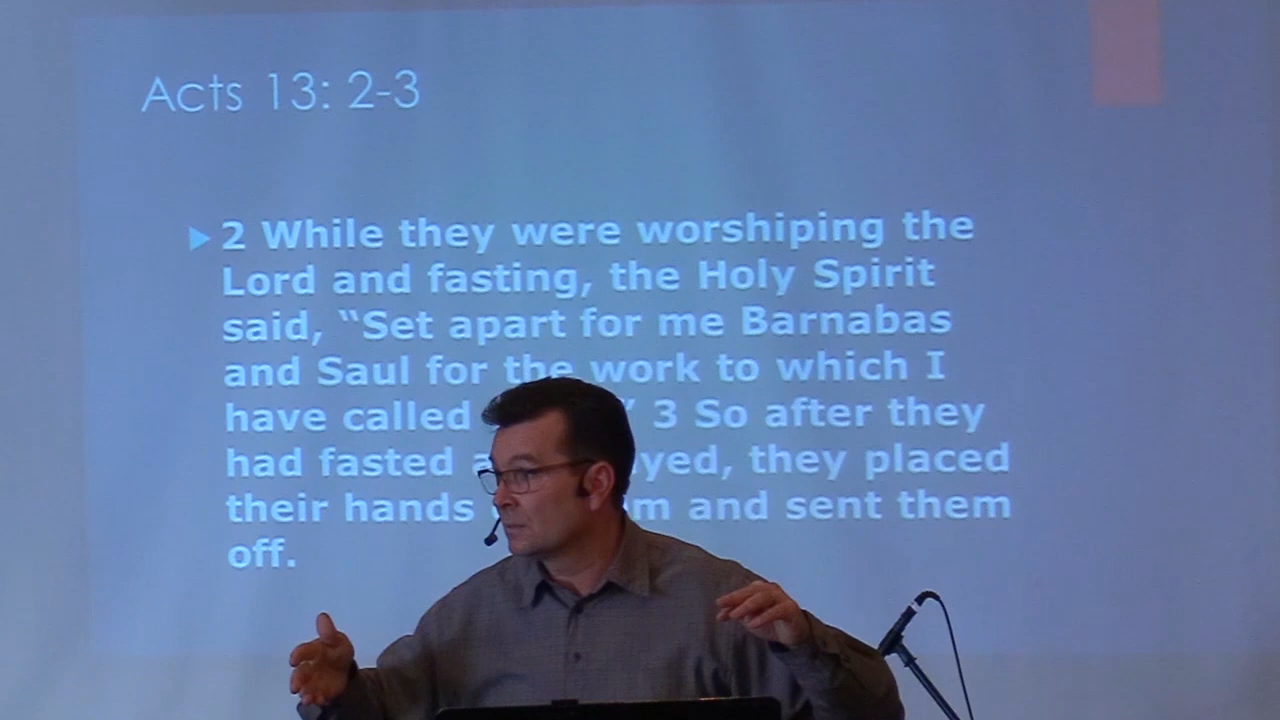 Acts 13: 2-3
2 While they were worshiping the
Lord and fasting, the Holy Spirit
said, “Set apart for me Barnabas
and Saul for the work to which I
have called ” 3 So after they
had fasted a yed, they placed
their hands m and sent them
off.